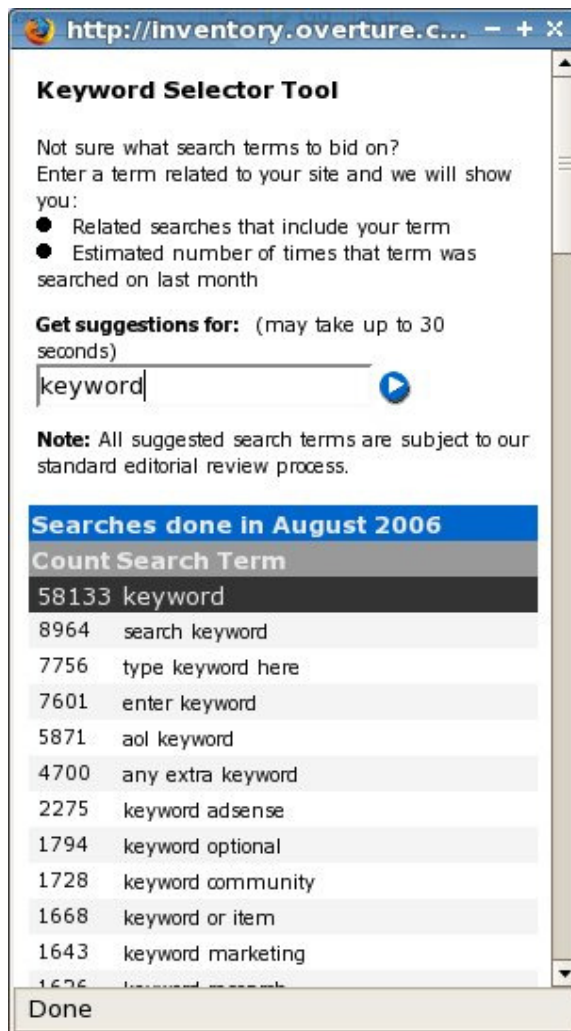 http://inventory.overture.c...
Keyword Selector Tool
Not sure what search terms to bid on?
Enter a term related to your site and we will show
you:
● Related searches that include your term
● Estimated number of times that term was
searched on last month
Get suggestions for: (may take up to 30
seconds)
keyword
Note: All suggested search terms are subject to our
standard editorial review process.
Searches done in August 2006
Count Search Term
58133 keyword
8964 search keyword
7756 type keyword here
7601 enter keyword
5871 aol keyword
4700 any extra keyword
2275 keyword adsense
1794 keyword optional
1728 keyword community
1668 keyword or item
1643 keyword marketing
Done